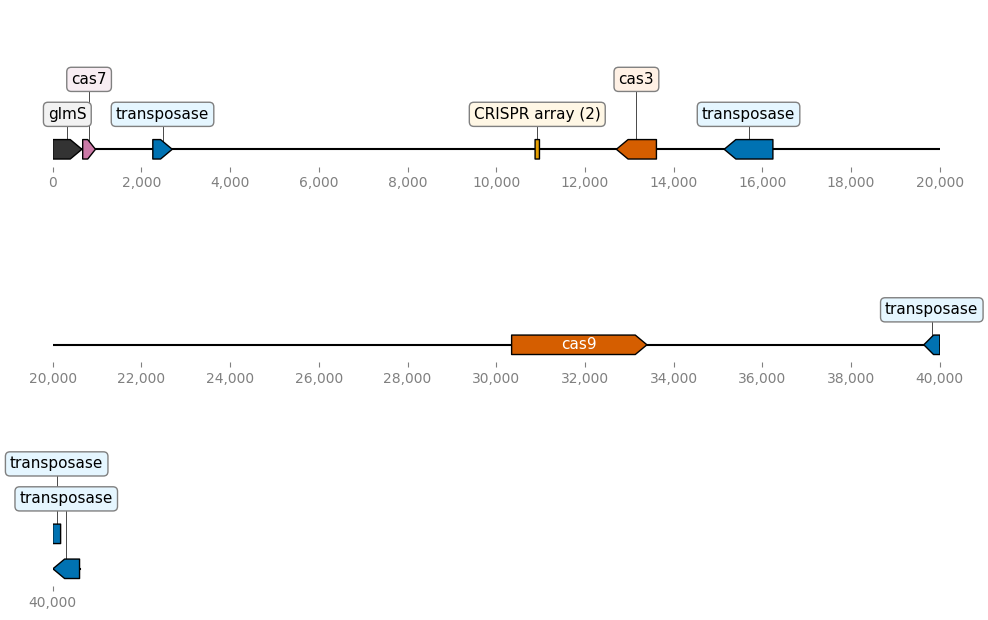 cas7
cas3
glmS transposase CRISPR array (2) transposase
0 2,000 4,000 6,000 8,000 10,000 12,000 14,000 16,000 18,000 20,000
transposase
cas9
20,000 22,000 24,000 26,000 28,000 30,000 32,000 34,000 36,000 38,000 40,000
transposase
transposase
40,000